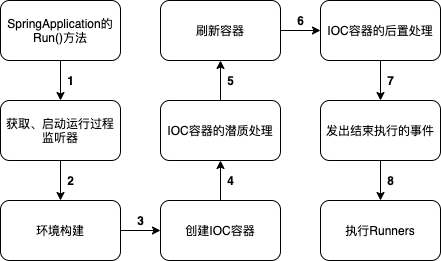 SpringApplication的
Run()方法
1
获取、启动运行过程
监听器
2
环境构建
3
创建IOC容器
4
IOC容器的潜质处理
5
刷新容器
6
IOC容器的后置处理
7
发出结束执行的事件
8
执行Runners